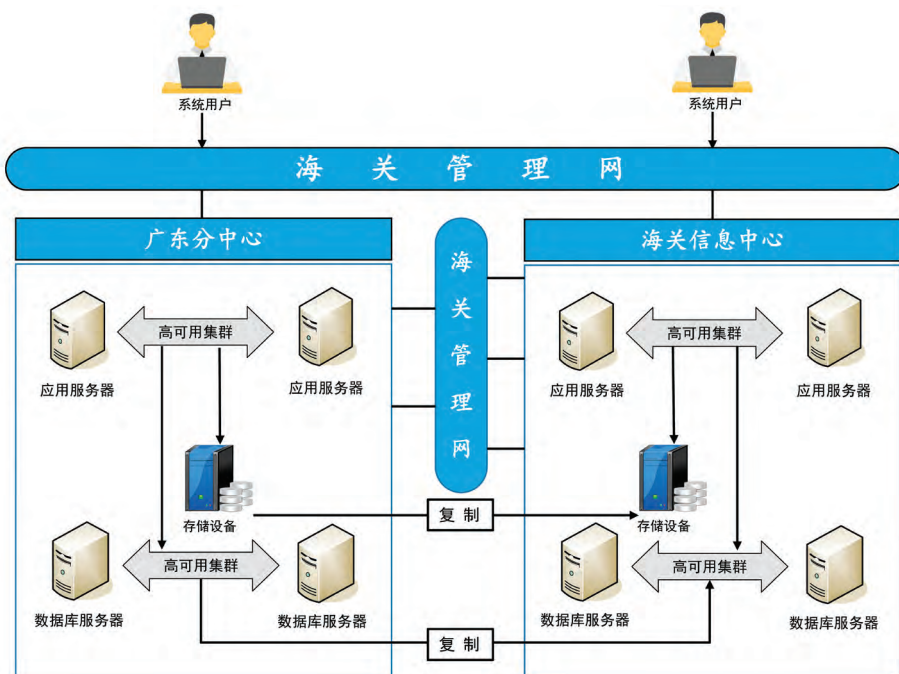 系统用户
系统用户
海关管理网
广东分中心
海关信息中心
海关管理网
高可用集群
高可用集群
应用服务器
应用服务器
应用服务器
应用服务器
存储设备
复制
存储设备
高可用集群
高可用集群
数据库服务器
数据库服务器
数据库服务器
数据库服务器
复制